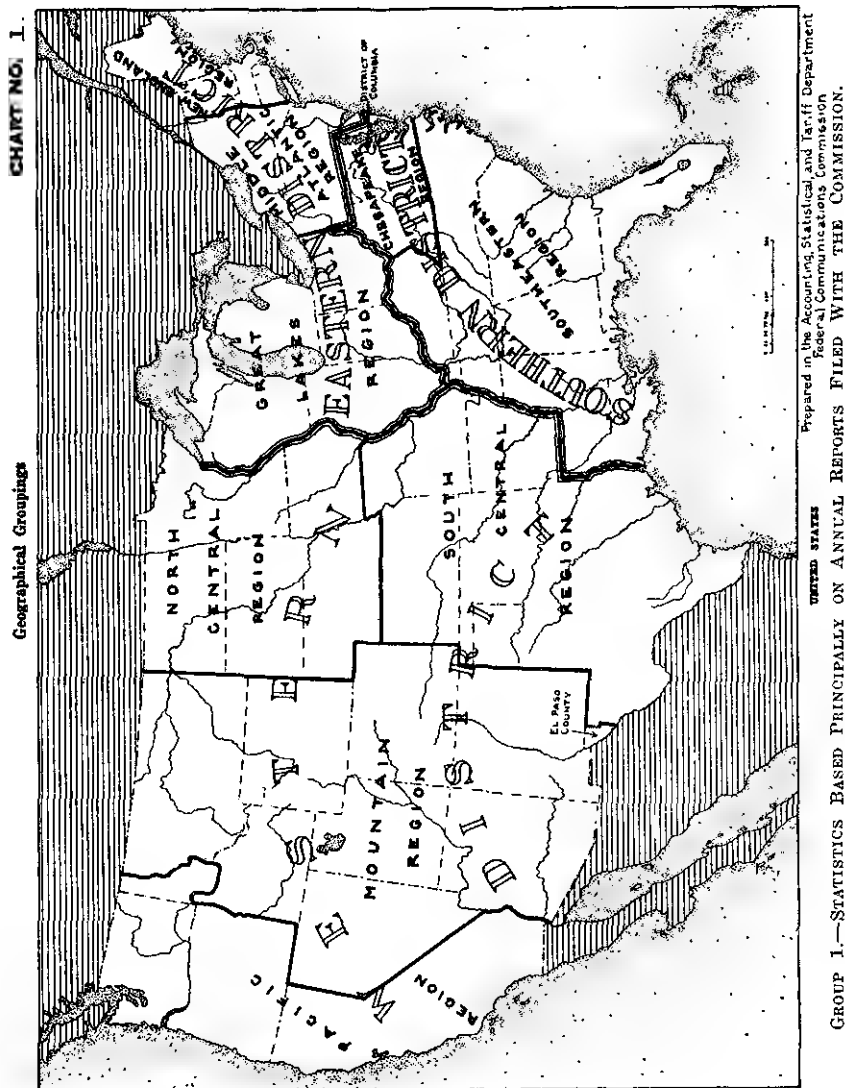 CHART NO. 1.
Geographical Groupings
NEW ENGLAND
REGION
MIDDLE
ATLANTIC
REGION
DISTRICT OF
COLUMBIA
CHESAPEAKE
REGION
GREAT
LAKES
REGION
EASTERN DISTRICT
SOUTHEASTERN
REGION
SOUTHERN DISTRICT
NORTH
CENTRAL
REGION
SOUTH
CENTRAL
REGION
MOUNTAIN
REGION
EL PASO
COUNTY
PACIFIC
REGION
WESTERN
DISTRICT
UNITED STATES
Prepared in the Accounting, Statistical, and Tariff Department
Federal Communications Commission
GROUP 1.—STATISTICS BASED PRINCIPALLY ON ANNUAL REPORTS FILED WITH THE COMMISSION.